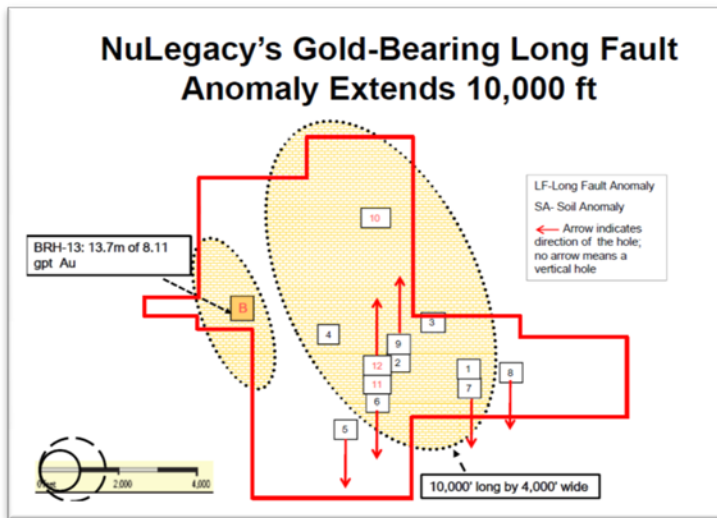 NuLegacy's Gold-Bearing Long Fault
Anomaly Extends 10,000 ft
LF-Long Fault Anomaly
SA- Soil Anomaly
Arrow indicates
direction of the hole;
no arrow means a
vertical hole
BRH-13: 13.7m of 8.11
gpt Au
10
B
3
4
9
2
12
11
1
7
8
6
5
2,000
4,000
10,000' long by 4,000' wide